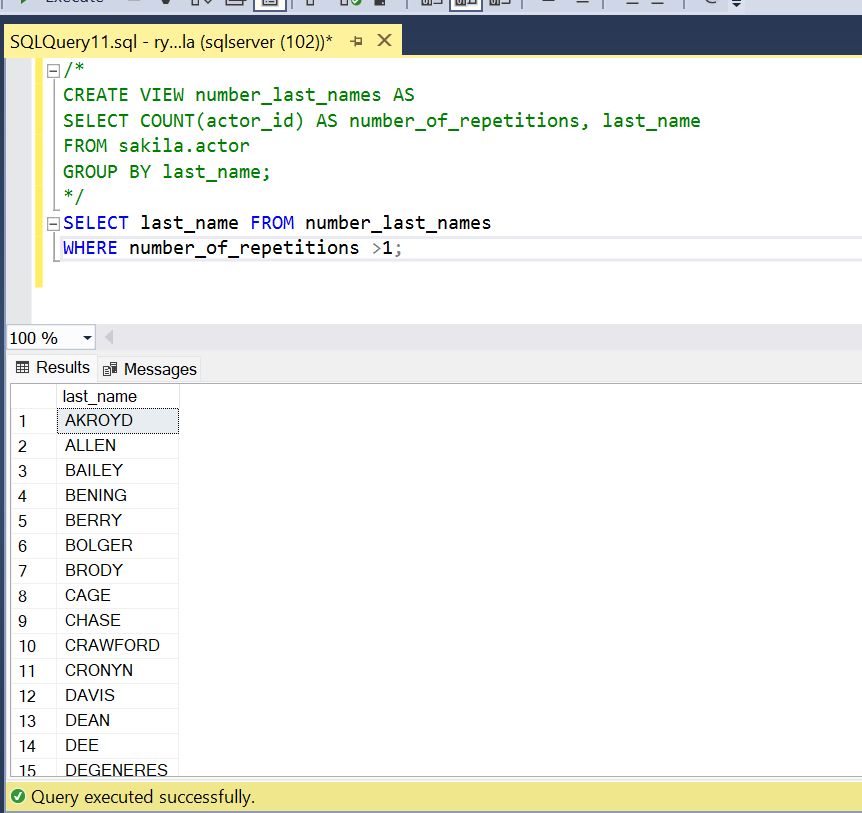 Execute
SQLQuery11.sql - ry...la (sqlserver (102))*
/*
CREATE VIEW number_last_names AS
SELECT COUNT(actor_id) AS number_of_repetitions, last_name
FROM sakila.actor
GROUP BY last_name;
*/
SELECT last_name FROM number_last_names
WHERE number_of_repetitions >1;
100 %
Results Messages
last_name
1 AKROYD
2 ALLEN
3 BAILEY
4 BENING
5 BERRY
6 BOLGER
7 BRODY
8 CAGE
9 CHASE
10 CRAWFORD
11 CRONYN
12 DAVIS
13 DEAN
14 DEE
15 DEGENERES
Query executed successfully.